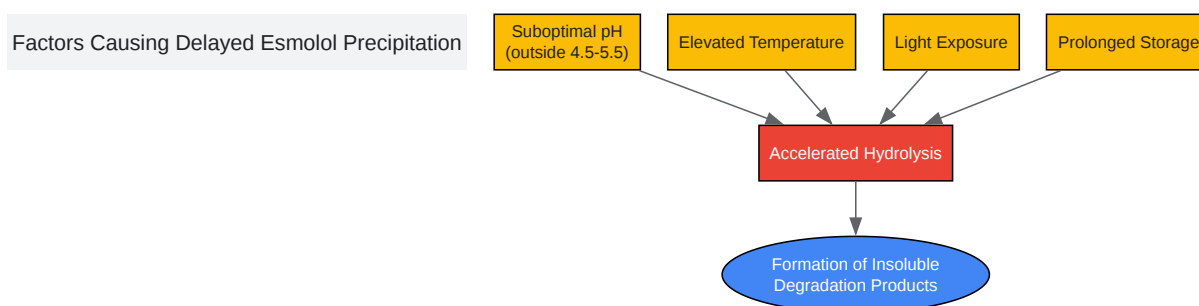 Factors Causing Delayed Esmolol Precipitation
Suboptimal pH
(outside 4.5-5.5)
Elevated Temperature
Light Exposure
Prolonged Storage
Accelerated Hydrolysis
Formation of Insoluble
Degradation Products